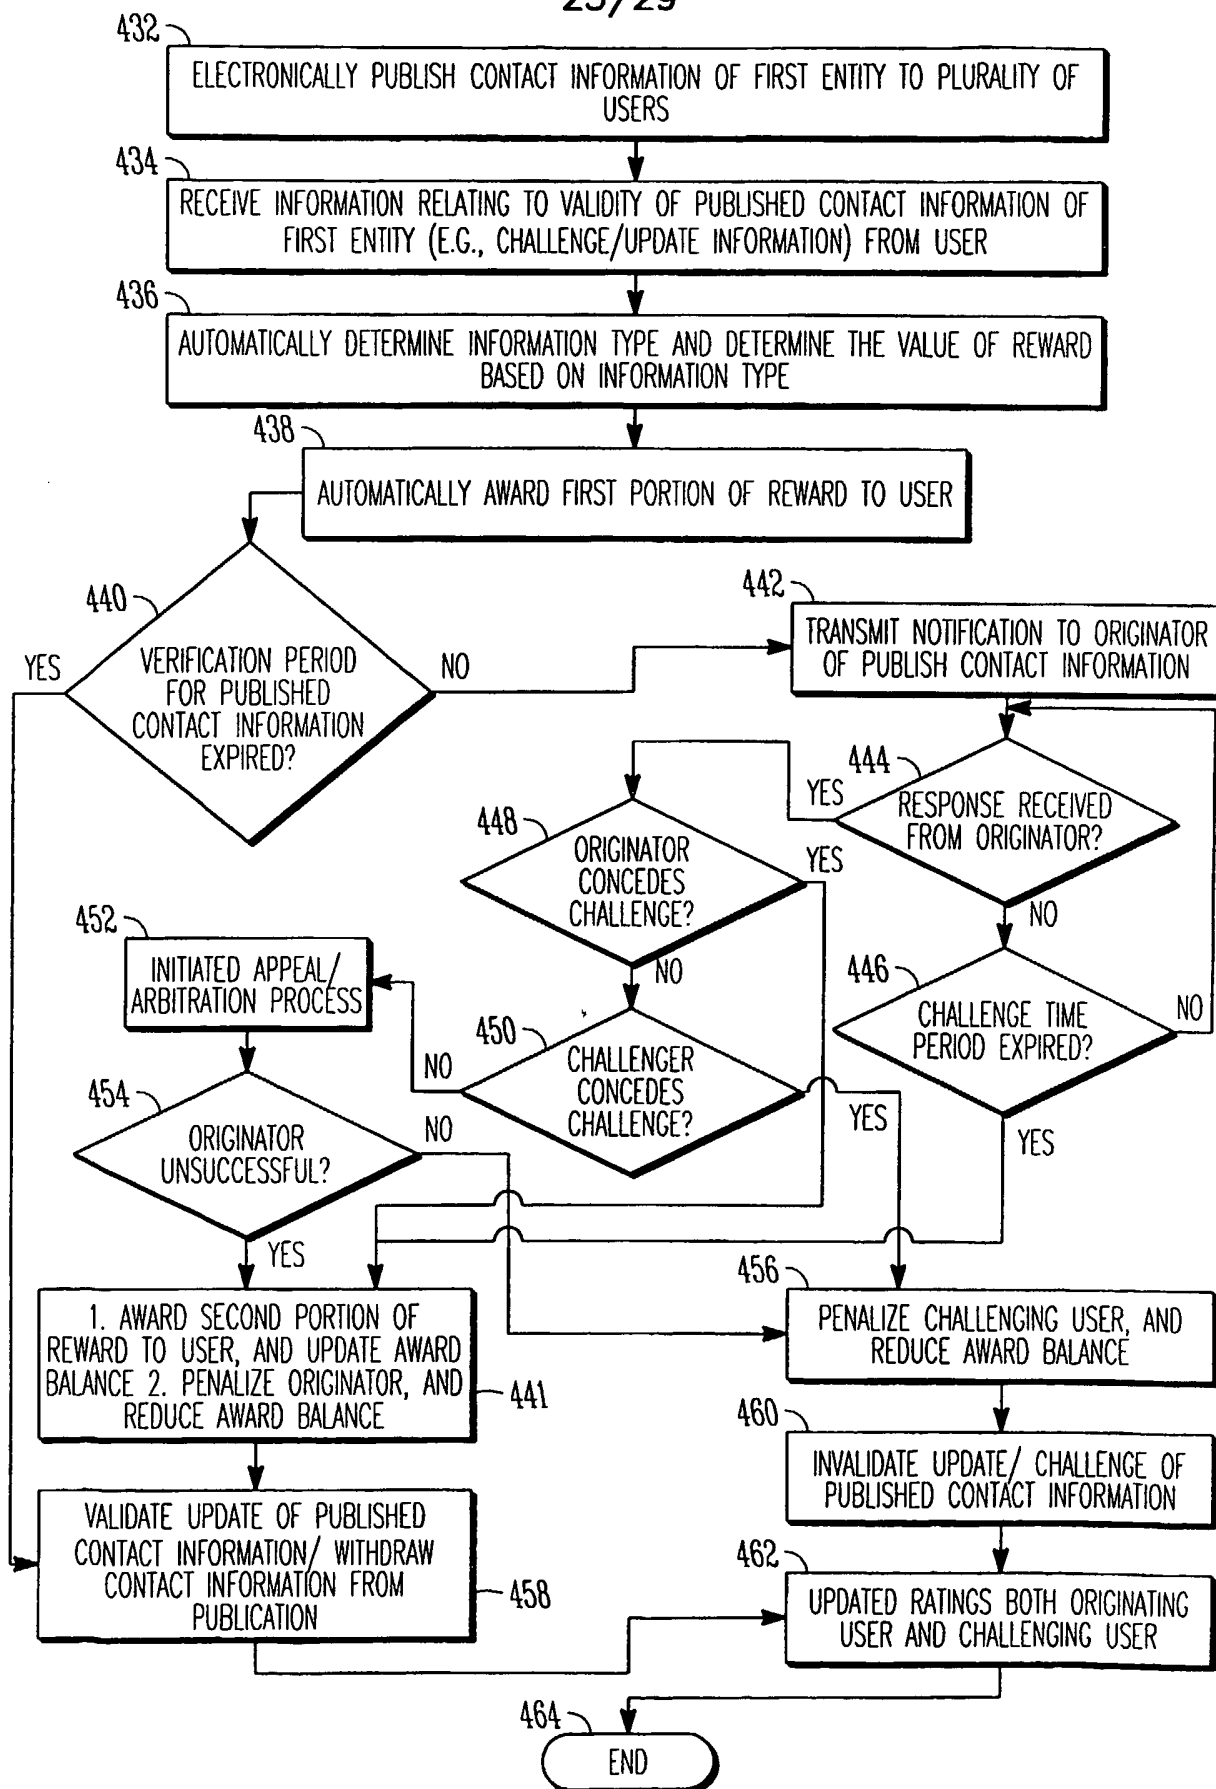 25/29
432
ELECTRONICALLY PUBLISH CONTACT INFORMATION OF FIRST ENTITY TO PLURALITY OF
USERS
434
RECEIVE INFORMATION RELATING TO VALIDITY OF PUBLISHED CONTACT INFORMATION OF
FIRST ENTITY (E.G., CHALLENGE/UPDATE INFORMATION) FROM USER
436
AUTOMATICALLY DETERMINE INFORMATION TYPE AND DETERMINE THE VALUE OF REWARD
BASED ON INFORMATION TYPE
438
AUTOMATICALLY AWARD FIRST PORTION OF REWARD TO USER
440
YES
VERIFICATION PERIOD
FOR PUBLISHED
CONTACT INFORMATION
EXPIRED?
NO
442
TRANSMIT NOTIFICATION TO ORIGINATOR
OF PUBLISH CONTACT INFORMATION
444
YES
RESPONSE RECEIVED
FROM ORIGINATOR?
NO
448
ORIGINATOR
CONCEDES
CHALLENGE?
YES
NO
446
CHALLENGE TIME
PERIOD EXPIRED?
NO
YES
452
INITIATED APPEAL/
ARBITRATION PROCESS
450
NO
CHALLENGER
CONCEDES
CHALLENGE?
YES
454
ORIGINATOR
UNSUCCESSFUL?
NO
YES
1. AWARD SECOND PORTION OF
REWARD TO USER, AND UPDATE AWARD
BALANCE 2. PENALIZE ORIGINATOR, AND
REDUCE AWARD BALANCE
441
456
PENALIZE CHALLENGING USER, AND
REDUCE AWARD BALANCE
460
INVALIDATE UPDATE/ CHALLENGE OF
PUBLISHED CONTACT INFORMATION
VALIDATE UPDATE OF PUBLISHED
CONTACT INFORMATION/ WITHDRAW
CONTACT INFORMATION FROM
PUBLICATION
458
462
UPDATED RATINGS BOTH ORIGINATING
USER AND CHALLENGING USER
464
END